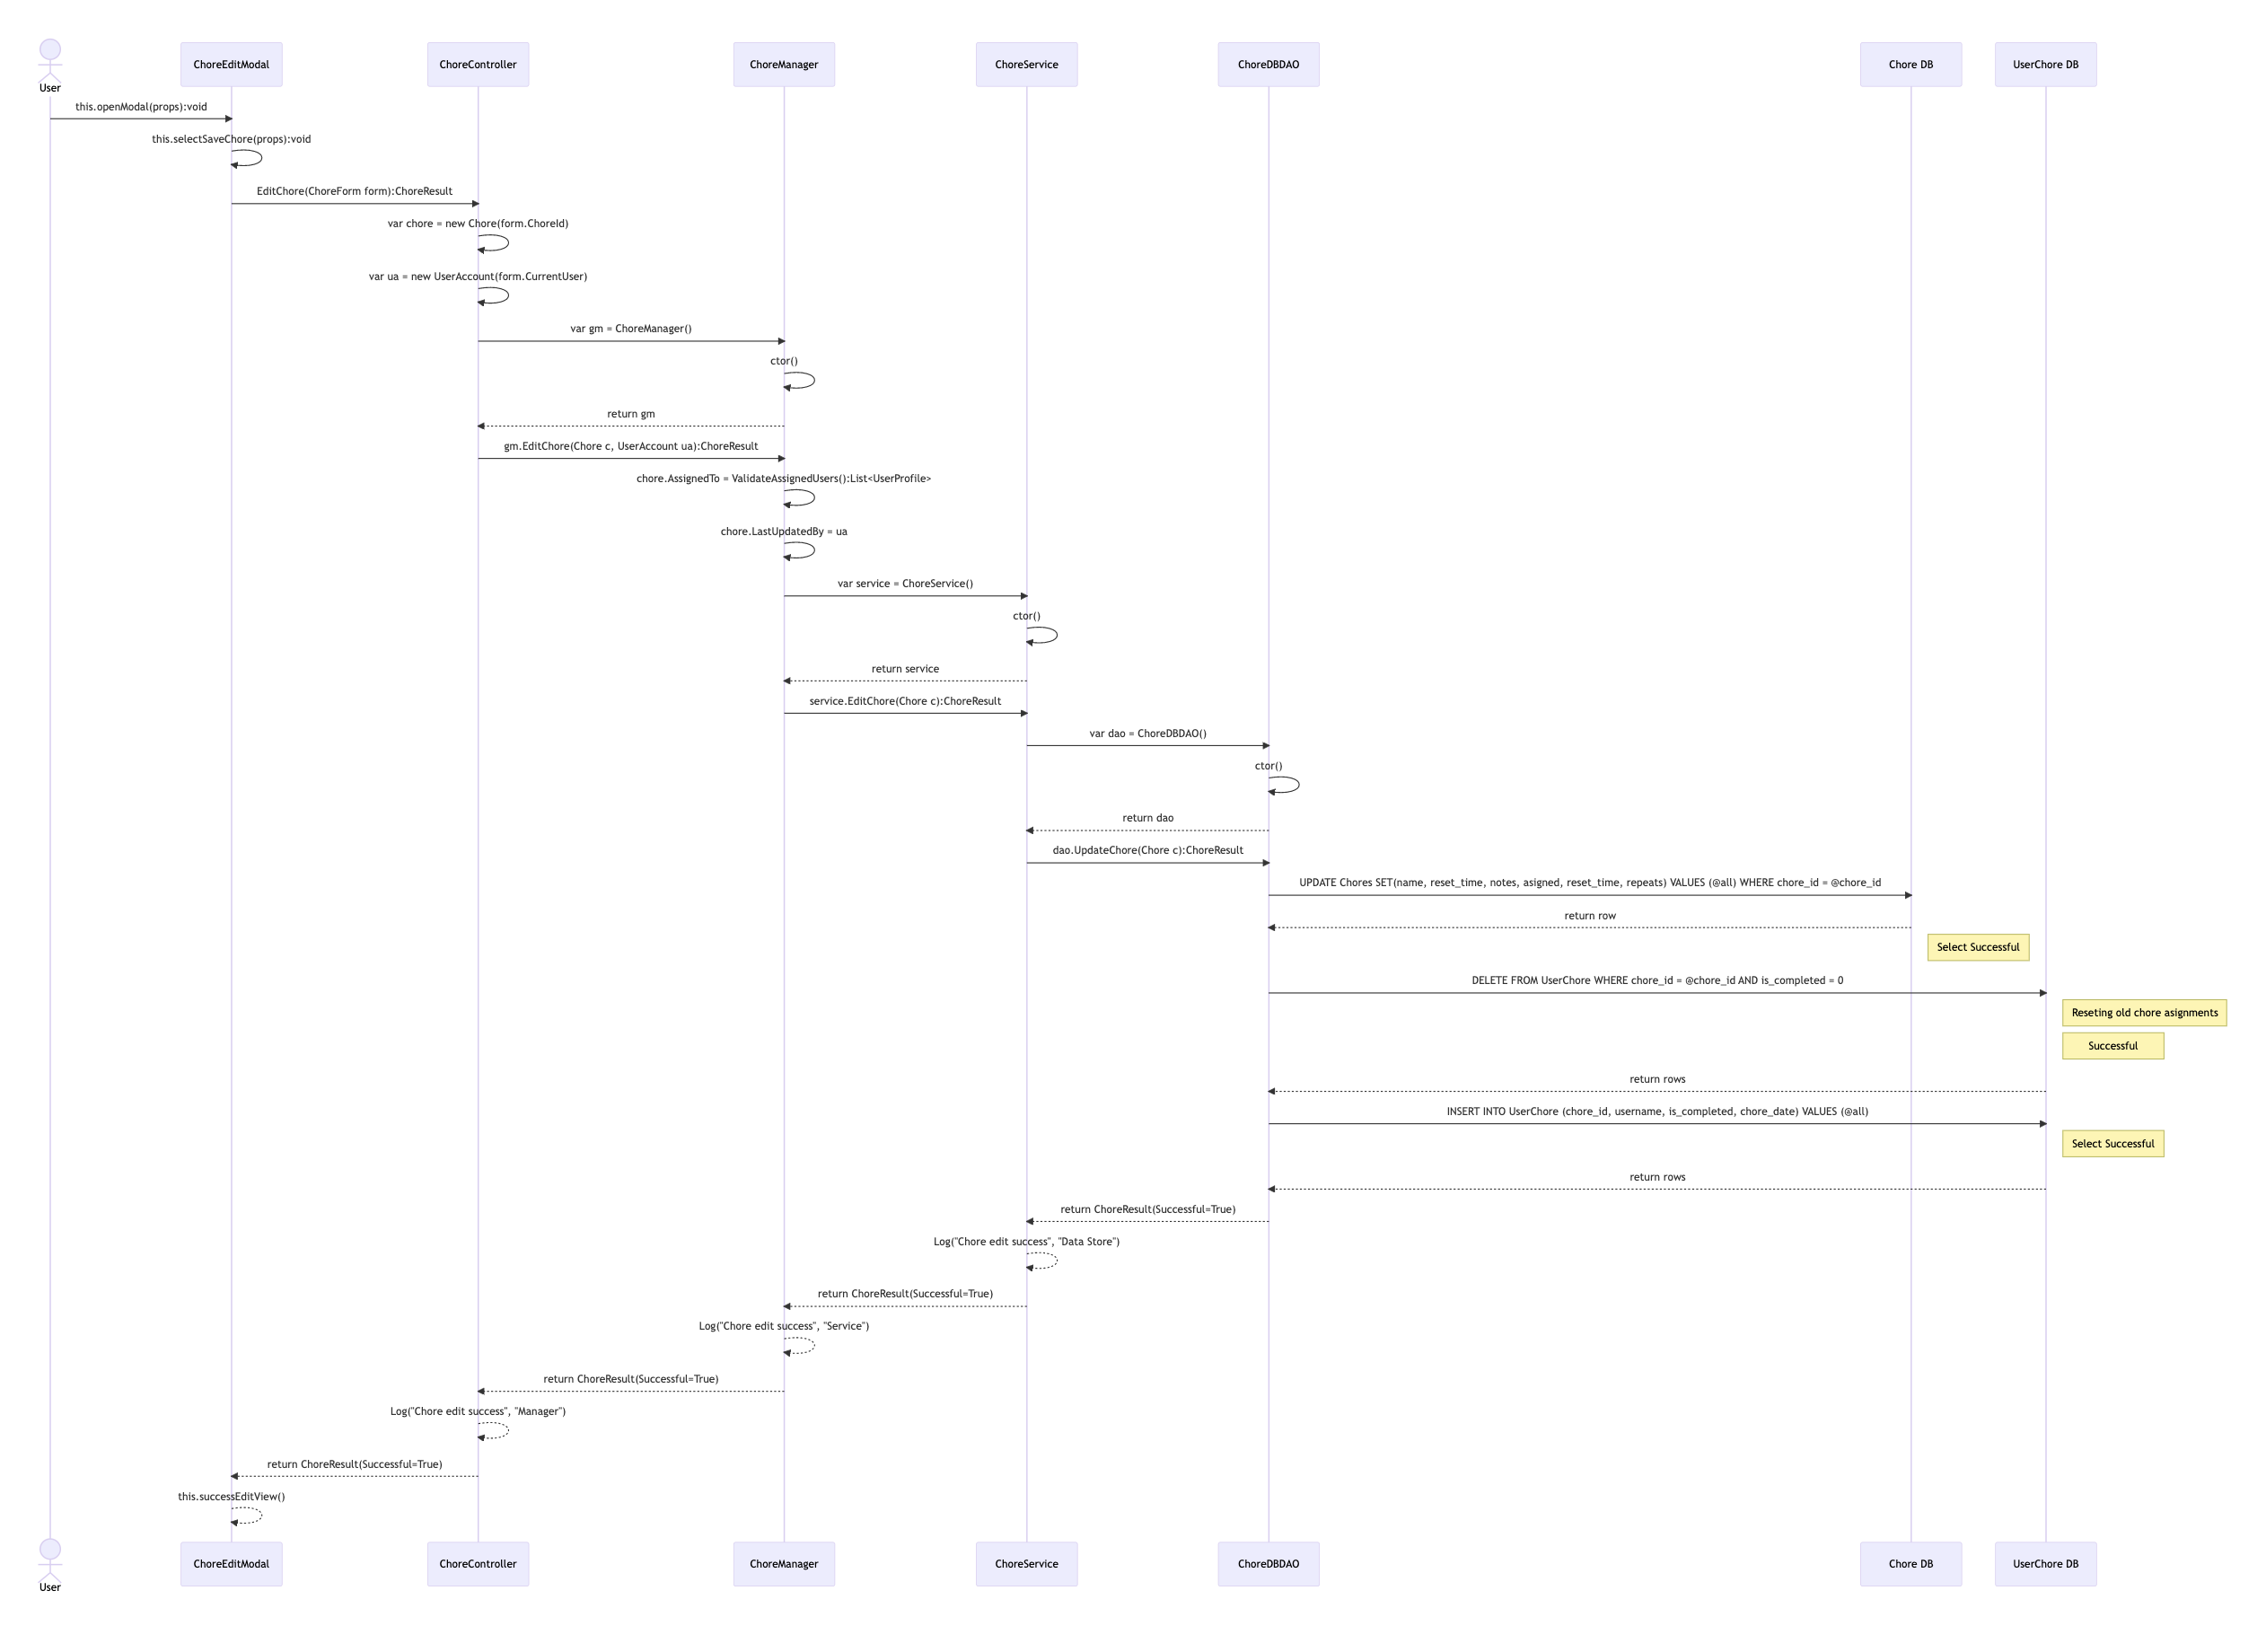 User
ChoreEditModal
ChoreController
ChoreManager
ChoreService
ChoreDBDAO
Chore DB
UserChore DB
this.openModal(props):void
this.selectSaveChore(props):void
EditChore(ChoreForm form):ChoreResult
var chore = new Chore(form.ChoreId)
var ua = new UserAccount(form.CurrentUser)
var gm = ChoreManager()
ctor()
return gm
gm.EditChore(Chore c, UserAccount ua):ChoreResult
chore.AssignedTo = ValidateAssignedUsers():List<UserProfile>
chore.LastUpdatedBy = ua
var service = ChoreService()
ctor()
return service
service.EditChore(Chore c):ChoreResult
var dao = ChoreDBDAO()
ctor()
return dao
dao.UpdateChore(Chore c):ChoreResult
UPDATE Chores SET(name, reset_time, notes, asigned, reset_time, repeats) VALUES (@all) WHERE chore_id = @chore_id
return row
Select Successful
DELETE FROM UserChore WHERE chore_id = @chore_id AND is_completed = 0
Reseting old chore asignments
Successful
return rows
INSERT INTO UserChore (chore_id, username, is_completed, chore_date) VALUES (@all)
Select Successful
return rows
return ChoreResult(Successful=True)
Log("Chore edit success", "Data Store")
return ChoreResult(Successful=True)
Log("Chore edit success", "Service")
return ChoreResult(Successful=True)
Log("Chore edit success", "Manager")
return ChoreResult(Successful=True)
this.successEditView()
User
ChoreEditModal
ChoreController
ChoreManager
ChoreService
ChoreDBDAO
Chore DB
UserChore DB